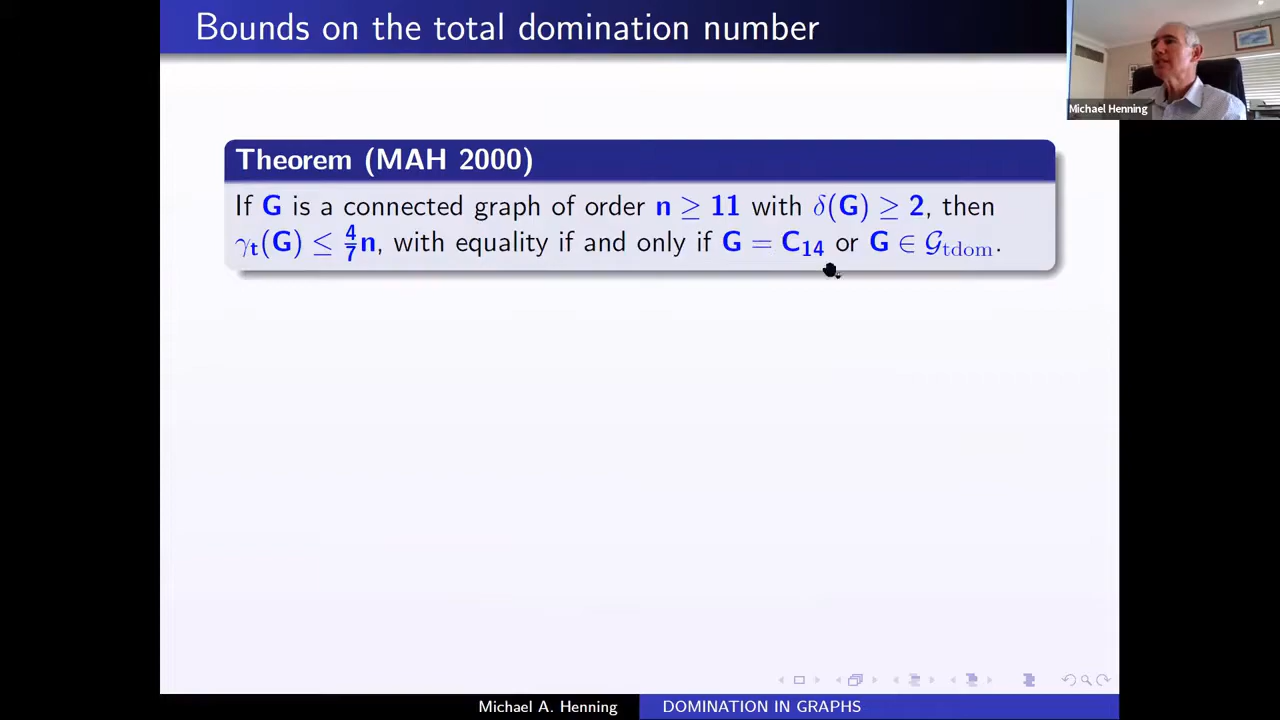 Bounds on the total domination number
Michael Henning
Theorem (MAH 2000)
If G is a connected graph of order n ≥ 11 with δ(G) ≥ 2, then
γt(G) ≤ 4/7n, with equality if and only if G = C14 or G ∈ 𝒢tdom.
Michael A. Henning
DOMINATION IN GRAPHS